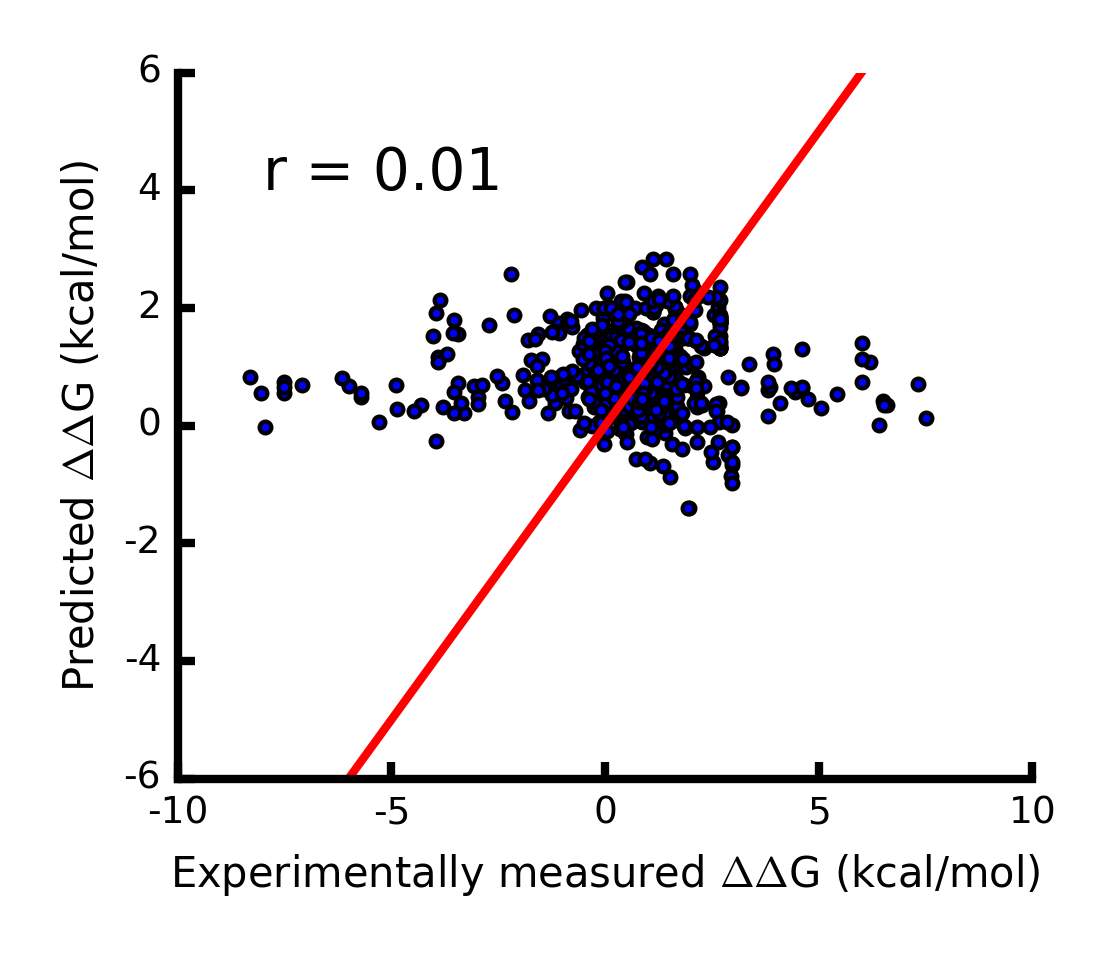 6
r = 0.01
4
2
0
-2
-4
-6
Predicted ΔΔG (kcal/mol)
-10 -5 0 5 10
Experimentally measured ΔΔG (kcal/mol)